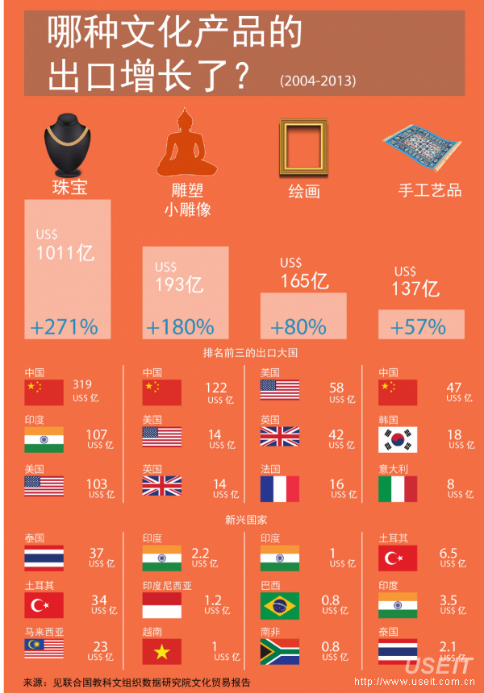 哪种文化产品的
出口增长了？ (2004-2013)
珠宝
雕塑
小雕像
绘画
手工艺品
US$
1011亿
+271%
US$
193亿
+180%
US$
165亿
+80%
US$
137亿
+57%
排名前三的出口大国
中国 中国 美国 中国
319 US$ 亿 122 US$ 亿 58 US$ 亿 47 US$ 亿
印度 美国 英国 韩国
107 US$ 亿 14 US$ 亿 42 US$ 亿 18 US$ 亿
美国 英国 法国 意大利
103 US$ 亿 14 US$ 亿 16 US$ 亿 8 US$ 亿
新兴国家
泰国 印度 印度 土耳其
37 US$ 亿 2.2 US$ 亿 1 US$ 亿 6.5 US$ 亿
土耳其 印度尼西亚 巴西 印度
34 US$ 亿 1.2 US$ 亿 0.8 US$ 亿 3.5 US$ 亿
马来西亚 越南 南非 泰国
23 US$ 亿 1 US$ 亿 0.8 US$ 亿 2.1 US$ 亿
来源：见联合国教科文组织数据研究院文化贸易报告
USEIT
http://www.useit.com.cn